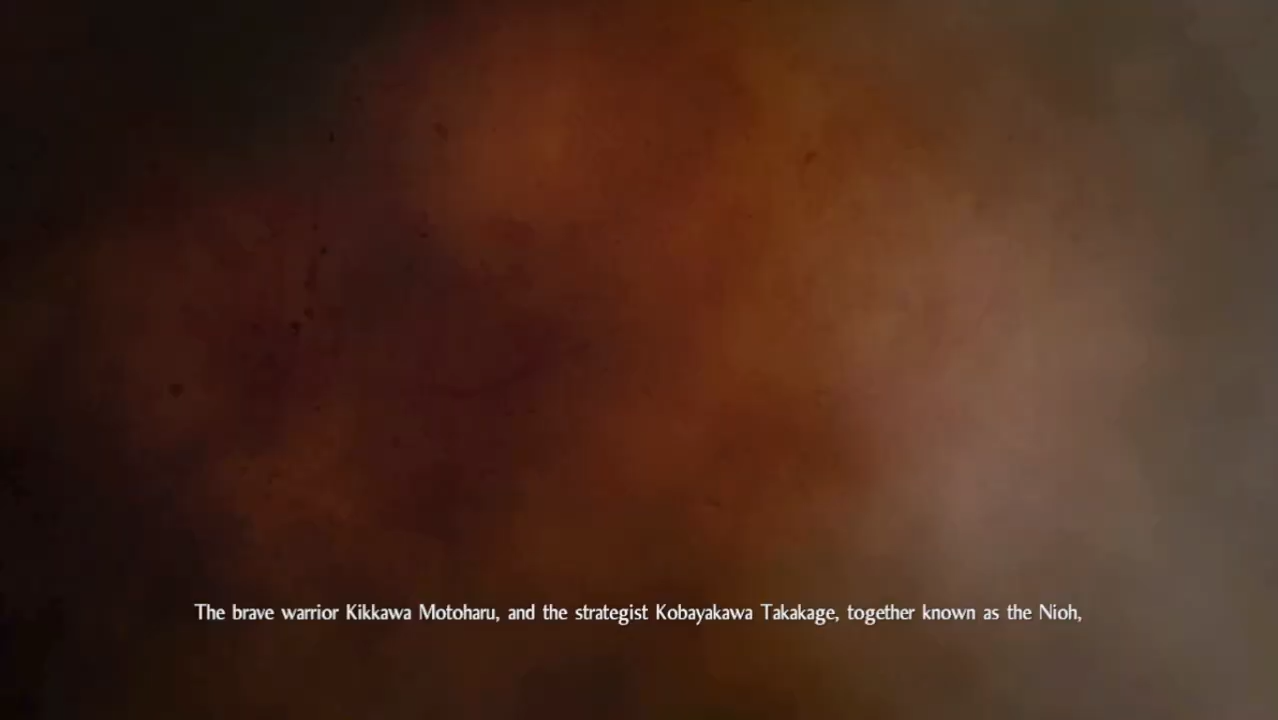 The brave warrior Kikkawa Motoharu, and the strategist Kobayakawa Takakage, together known as the Nioh,